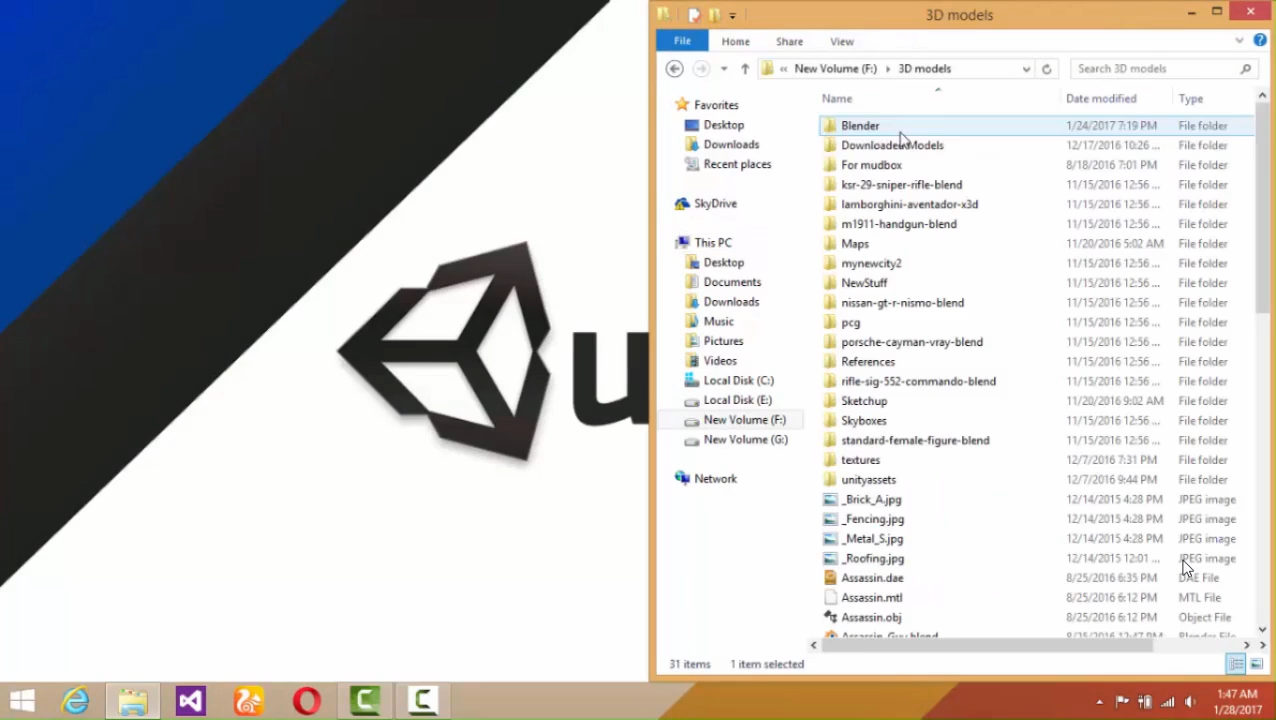 3D models
File Home Share View
« New Volume (F:) 3D models Search 3D models
Name Date modified Type
Favorites
Desktop
Downloads
Recent places
SkyDrive
This PC
Desktop
Documents
Downloads
Music
Pictures
Videos
Local Disk (C:)
Local Disk (E:)
New Volume (F:)
New Volume (G:)
Network
Blender 1/24/2017 7:19 PM File folder
Downloaded Models 12/17/2016 10:26 ... File folder
For mudbox 8/18/2016 7:01 PM File folder
ksr-29-sniper-rifle-blend 11/15/2016 12:56 ... File folder
lamborghini-aventador-x3d 11/15/2016 12:56 ... File folder
m1911-handgun-blend 11/15/2016 12:56 ... File folder
Maps 11/20/2016 5:02 AM File folder
mynewcity2 11/15/2016 12:56 ... File folder
NewStuff 11/15/2016 12:56 ... File folder
nissan-gt-r-nismo-blend 11/15/2016 12:56 ... File folder
pcg 11/15/2016 12:56 ... File folder
porsche-cayman-vray-blend 11/15/2016 12:56 ... File folder
References 11/15/2016 12:56 ... File folder
rifle-sig-552-commando-blend 11/15/2016 12:56 ... File folder
Sketchup 11/20/2016 9:02 AM File folder
Skyboxes 11/15/2016 12:56 ... File folder
standard-female-figure-blend 11/15/2016 12:56 ... File folder
textures 12/7/2016 7:31 PM File folder
unityassets 12/7/2016 9:44 PM File folder
_Brick_A.jpg 12/14/2015 4:28 PM JPEG image
_Fencing.jpg 12/14/2015 4:28 PM JPEG image
_Metal_S.jpg 12/14/2015 4:28 PM JPEG image
_Roofing.jpg 12/14/2015 12:01 ... JPEG image
Assassin.dae 8/25/2016 6:35 PM DAE File
Assassin.mtl 8/25/2016 6:12 PM MTL File
Assassin.obj 8/25/2016 6:12 PM Object File
Assassin_Guy.blend 8/25/2016 12:47 PM Blender File
31 items 1 item selected
u
1:47 AM
1/28/2017